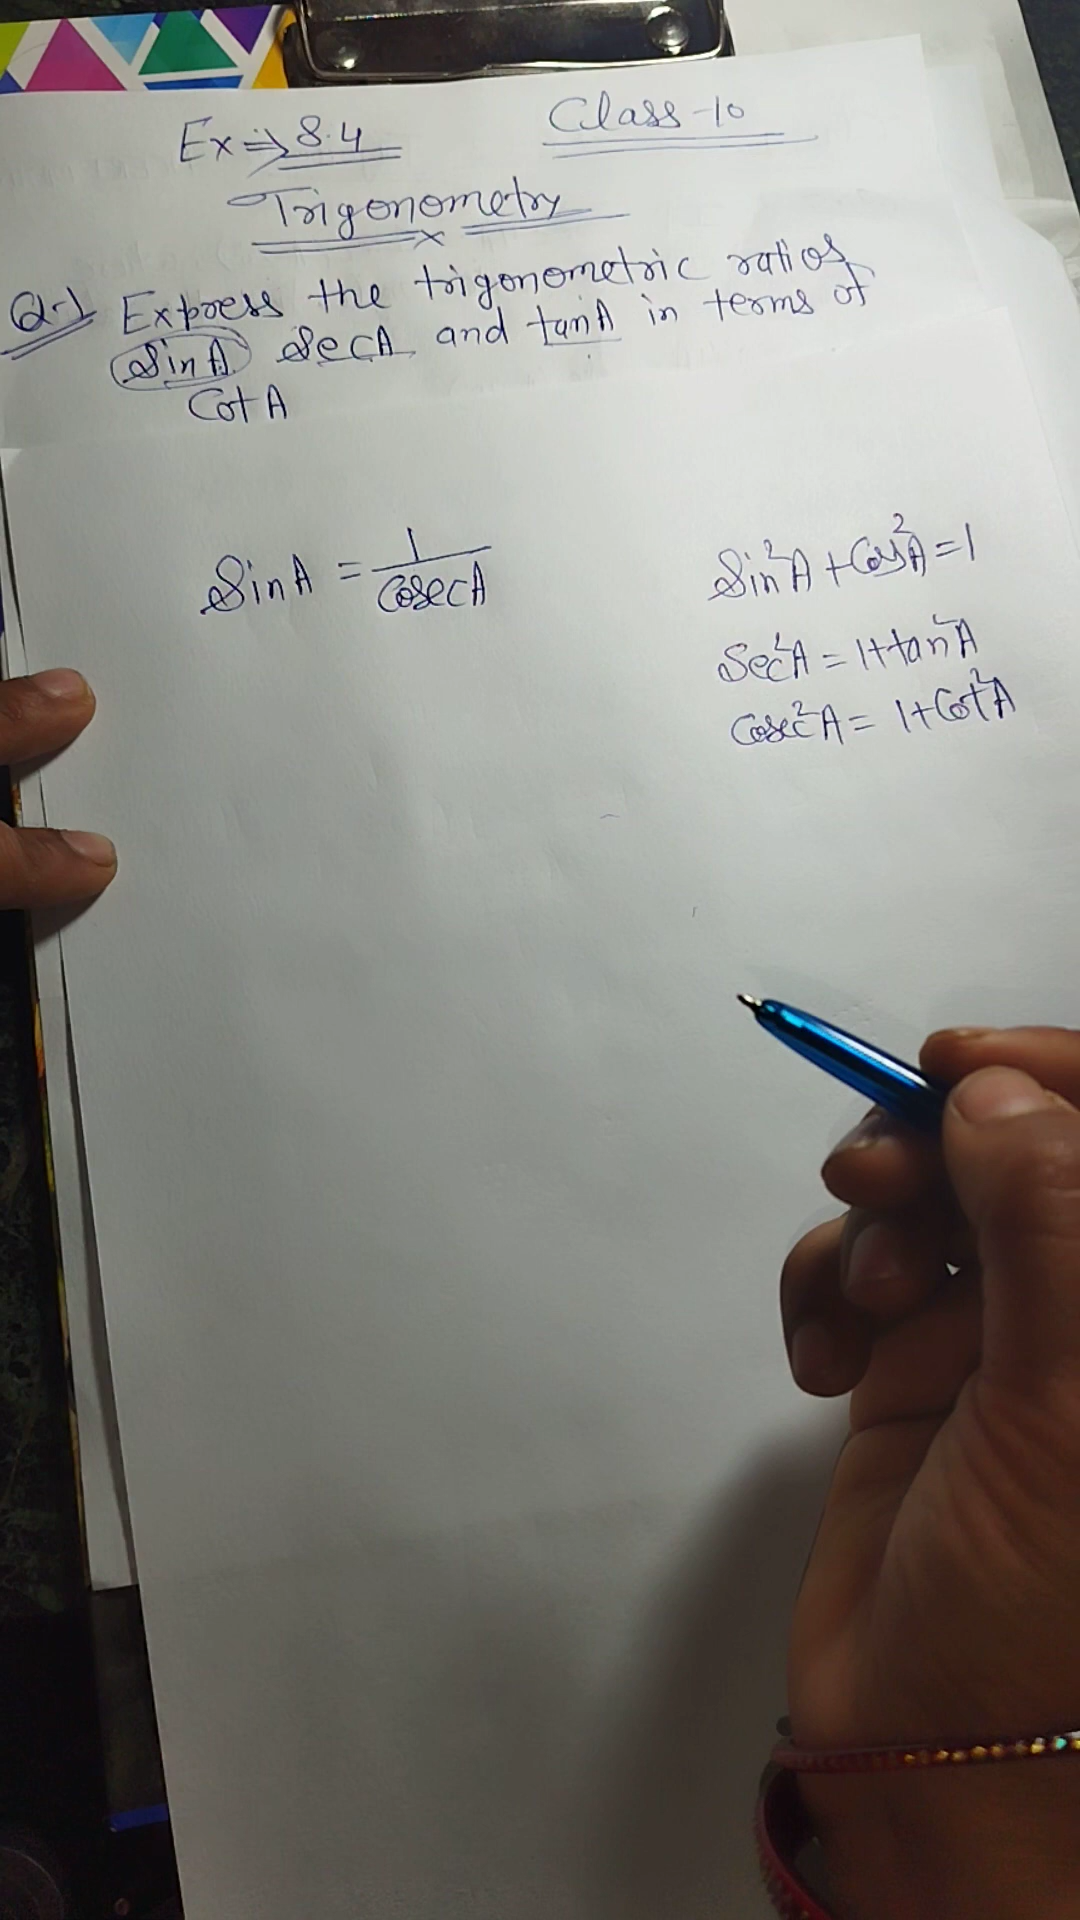 Ex ⇒ 8.4 Class-10
Trigonometry
Q-1 Express the trigonometric ratios
Sin A, Sec A and tan A in terms of
Cot A
Sin A = 1/Cosec A
Sin²A + Cos²A = 1
Sec²A = 1+tan²A
Cosec²A = 1+Cot²A